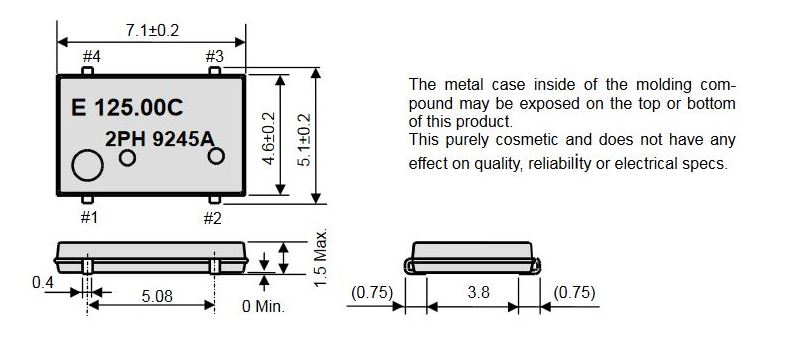 7.1±0.2
#4
#3
E 125.00C
2PH 9245A
4.6±0.2
5.1±0.2
#1
#2
The metal case inside of the molding com-
pound may be exposed on the top or bottom
of this product.
This purely cosmetic and does not have any
effect on quality, reliability or electrical specs.
1.5 Max.
0.4
5.08
0 Min.
(0.75)
3.8
(0.75)